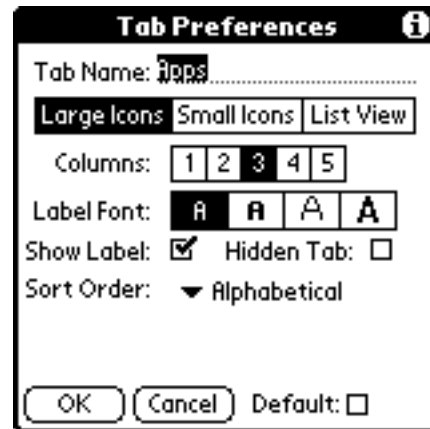 Tab Preferences i
Tab Name: Apps
Large Icons Small Icons List View
Columns: 1 2 3 4 5
Label Font: A A A A
Show Label: Hidden Tab:
Sort Order: Alphabetical
OK Cancel Default: